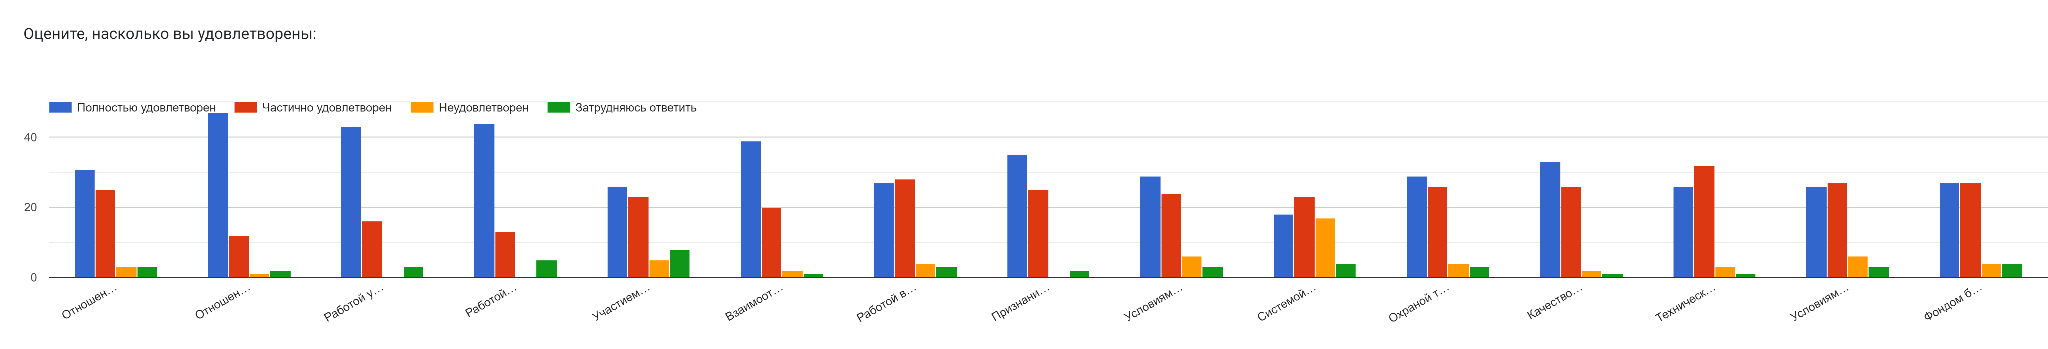 Оцените, насколько вы удовлетворены:
Полностью удовлетворен Частично удовлетворен Неудовлетворен Затрудняюсь ответить
40
20
0
Отношен... Отношен... Работой у... Работой... Участием... Взаимоот... Работой в... Признани... Условиям... Системой... Охраной т... Качество... Техническ... Условиям... Фондом б...